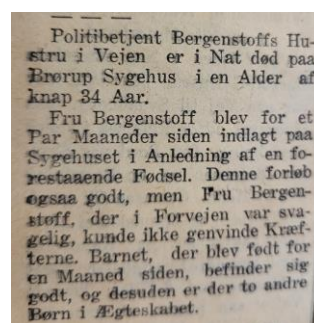 Politibetjent Bergenstoffs Hu-
stru i Vejen er i Nat død paa
Brørup Sygehus i en Alder af
knap 34 Aar.
Fru Bergenstoff blev for et
Par Maaneder siden indlagt paa
Sygehuset i Anledning af en fo-
restaaende Fødsel. Denne forløb
ogsaa godt, men Fru Bergen-
stoff, der i Forvejen var sva-
gelig, kunde ikke genvinde Kræf-
terne. Barnet, der blev født for
en Maaned siden, befinder sig
godt, og desuden er der to andre
Børn i Ægteskabet.